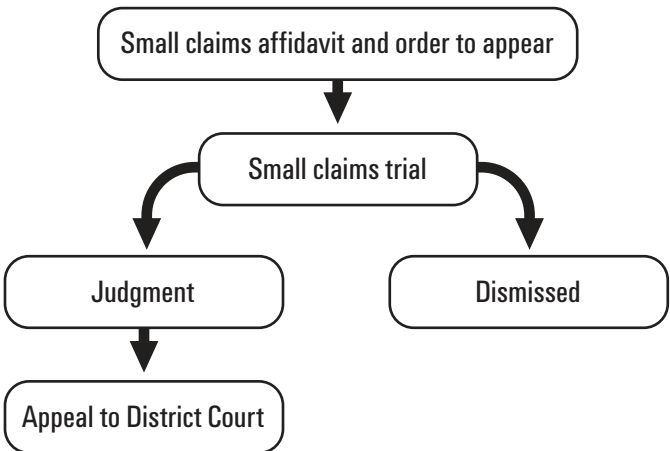 Small claims affidavit and order to appear
Small claims trial
Judgment
Dismissed
Appeal to District Court